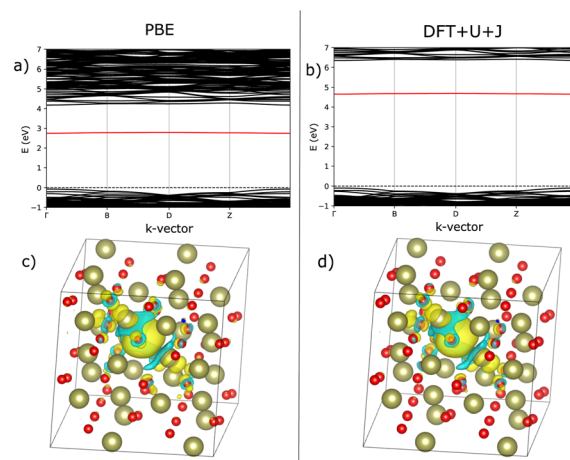 PBE
DFT+U+J
a)
b)
7
6
5
4
3
2
1
0
−1
E (eV)
Γ B D Z
k-vector
7
6
5
4
3
2
1
0
−1
E (eV)
Γ B D Z
k-vector
c)
d)